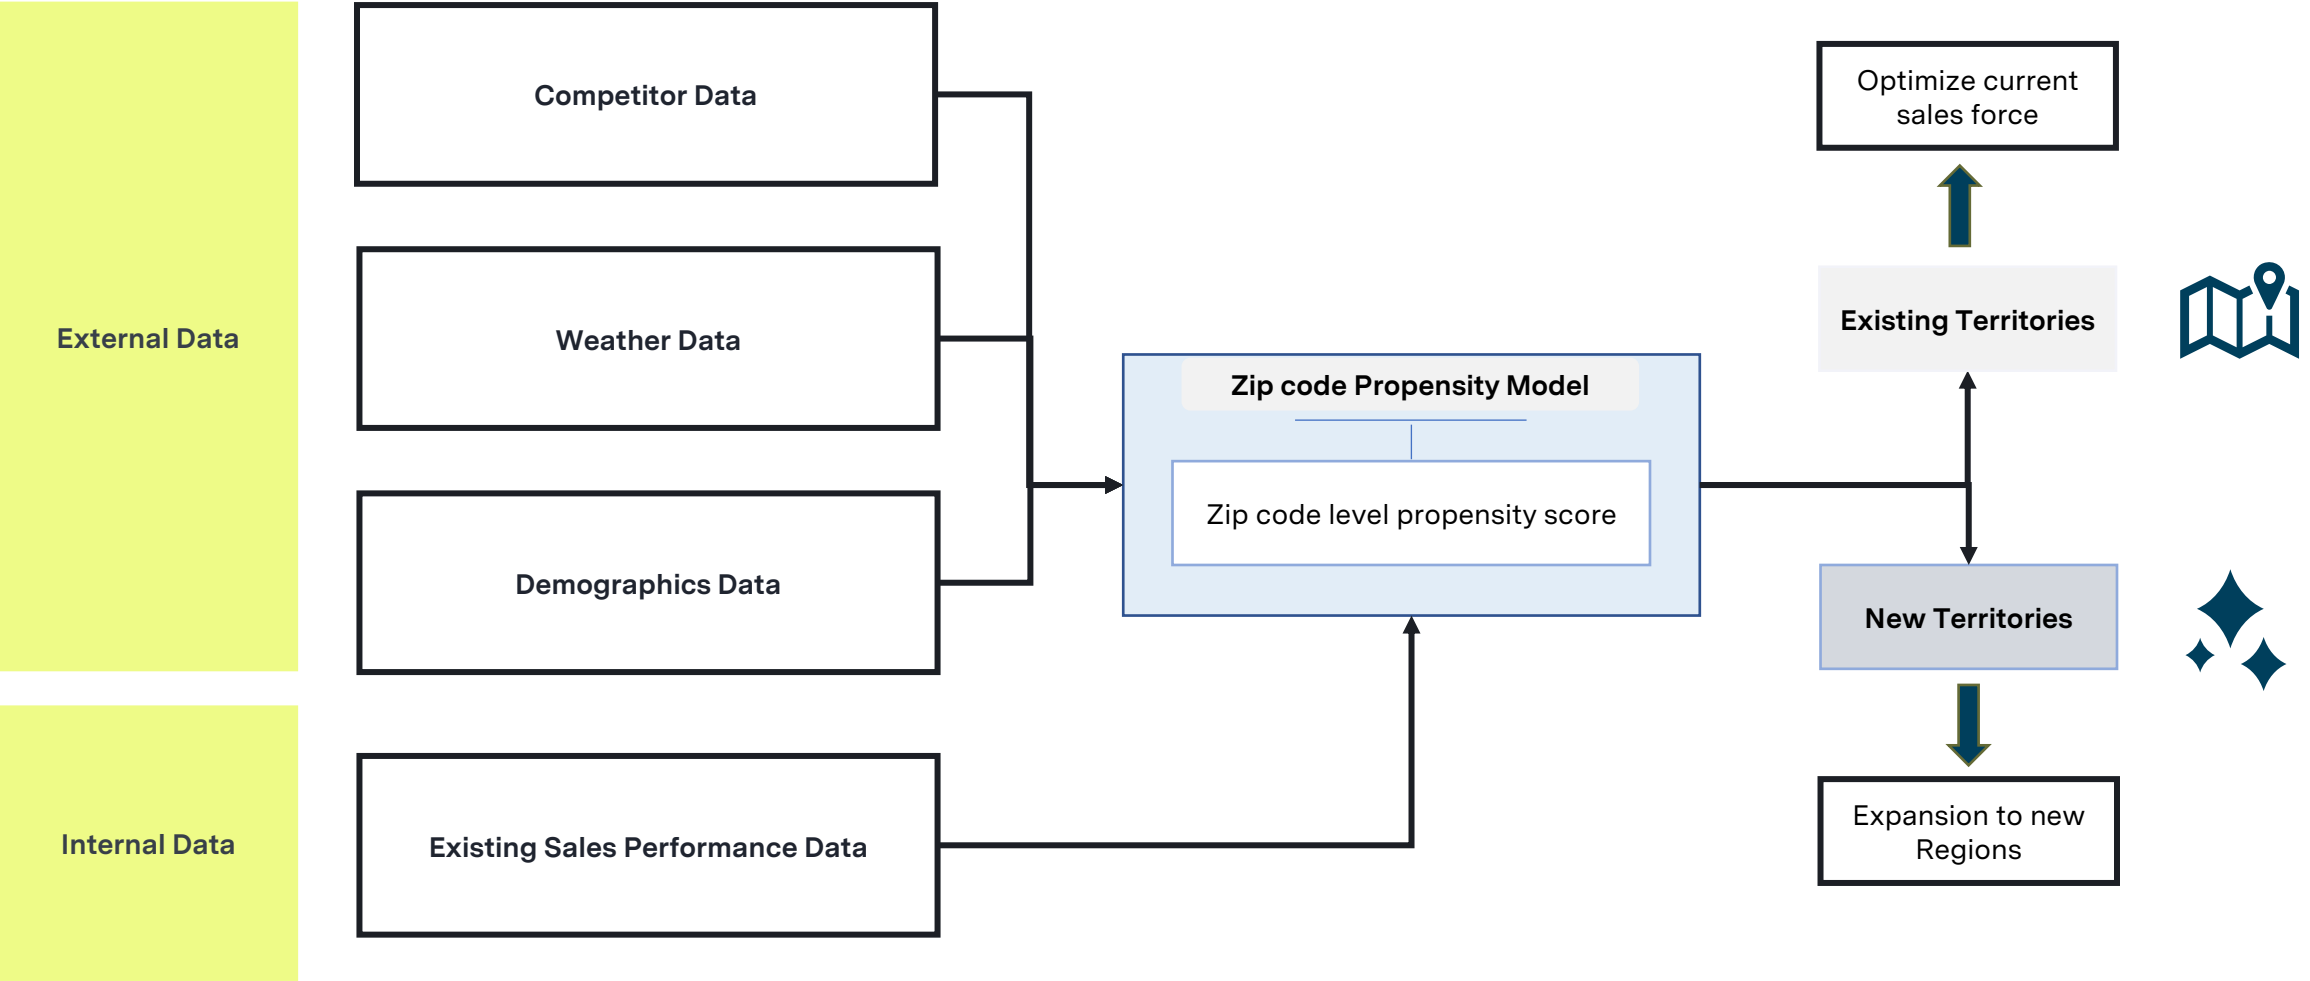 External Data
Competitor Data
Weather Data
Demographics Data
Internal Data
Existing Sales Performance Data
Zip code Propensity Model
Zip code level propensity score
Optimize current
sales force
Existing Territories
New Territories
Expansion to new
Regions